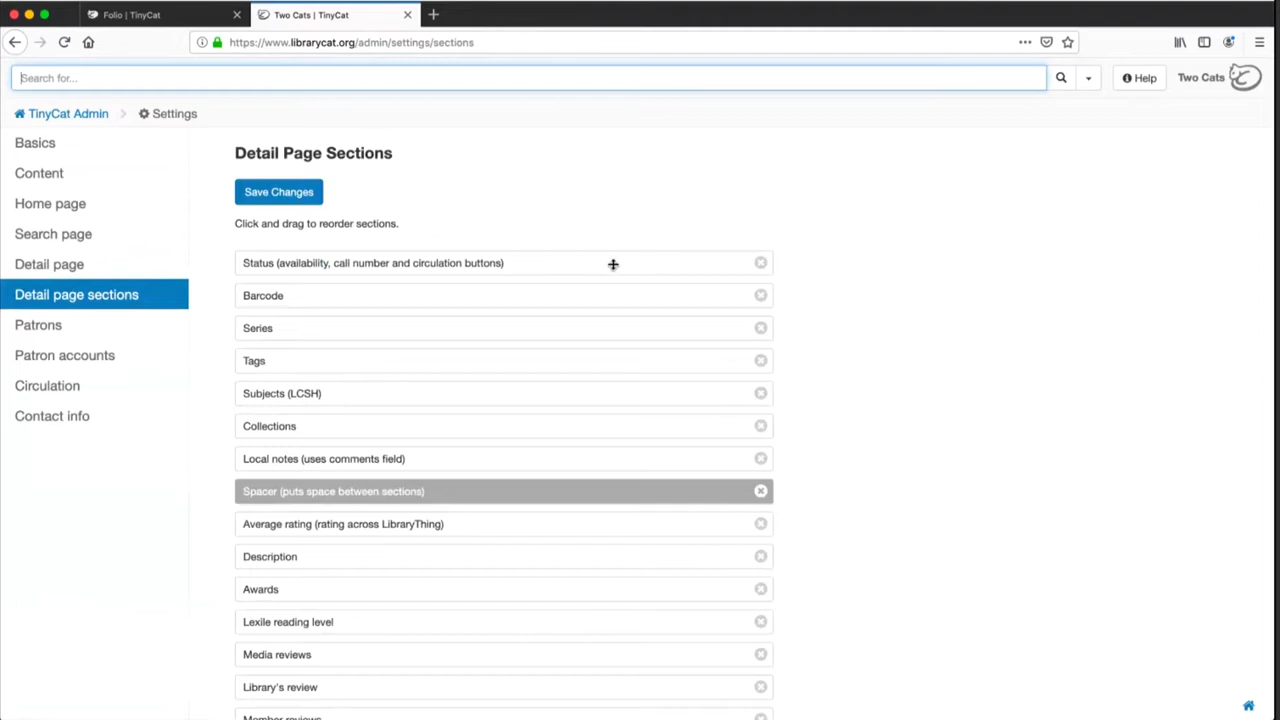 Folio | TinyCat
Two Cats | TinyCat
https://www.librarycat.org/admin/settings/sections
Search for...
Help
Two Cats
TinyCat Admin
Settings
Basics
Content
Home page
Search page
Detail page
Detail page sections
Patrons
Patron accounts
Circulation
Contact info
Detail Page Sections
Save Changes
Click and drag to reorder sections.
Status (availability, call number and circulation buttons)
Barcode
Series
Tags
Subjects (LCSH)
Collections
Local notes (uses comments field)
Spacer (puts space between sections)
Average rating (rating across LibraryThing)
Description
Awards
Lexile reading level
Media reviews
Library's review
Member reviews